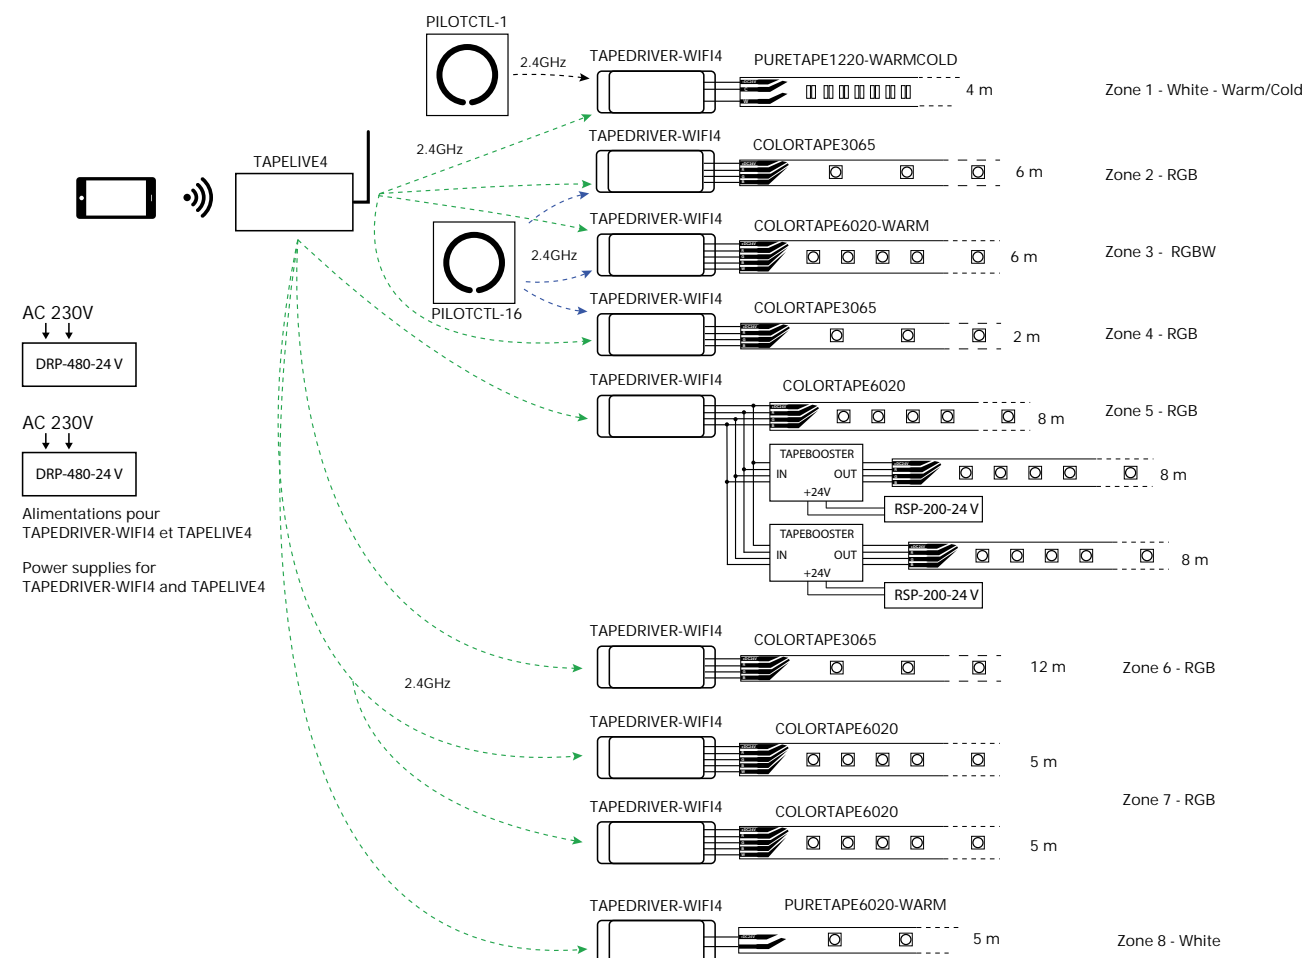 PILOTCTL-1
2.4GHz
TAPEDRIVER-WIFI4
PURETAPE1220-WARMCOLD
4 m
Zone 1 - White - Warm/Cold
TAPELIVE4
2.4GHz
TAPEDRIVER-WIFI4
COLORTAPE3065
6 m
Zone 2 - RGB
TAPEDRIVER-WIFI4
COLORTAPE6020-WARM
6 m
Zone 3 - RGBW
2.4GHz
PILOTCTL-16
TAPEDRIVER-WIFI4
COLORTAPE3065
2 m
Zone 4 - RGB
AC 230V
DRP-480-24 V
TAPEDRIVER-WIFI4
COLORTAPE6020
8 m
Zone 5 - RGB
TAPEBOOSTER
IN
OUT
+24V
8 m
RSP-200-24 V
TAPEBOOSTER
IN
OUT
+24V
8 m
RSP-200-24 V
AC 230V
DRP-480-24 V
Alimentations pour
TAPEDRIVER-WIFI4 et TAPELIVE4
Power supplies for
TAPEDRIVER-WIFI4 and TAPELIVE4
TAPEDRIVER-WIFI4
COLORTAPE3065
12 m
Zone 6 - RGB
2.4GHz
TAPEDRIVER-WIFI4
COLORTAPE6020
5 m
Zone 7 - RGB
TAPEDRIVER-WIFI4
COLORTAPE6020
5 m
TAPEDRIVER-WIFI4
PURETAPE6020-WARM
5 m
Zone 8 - White